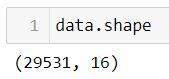 1 data.shape
(29531, 16)